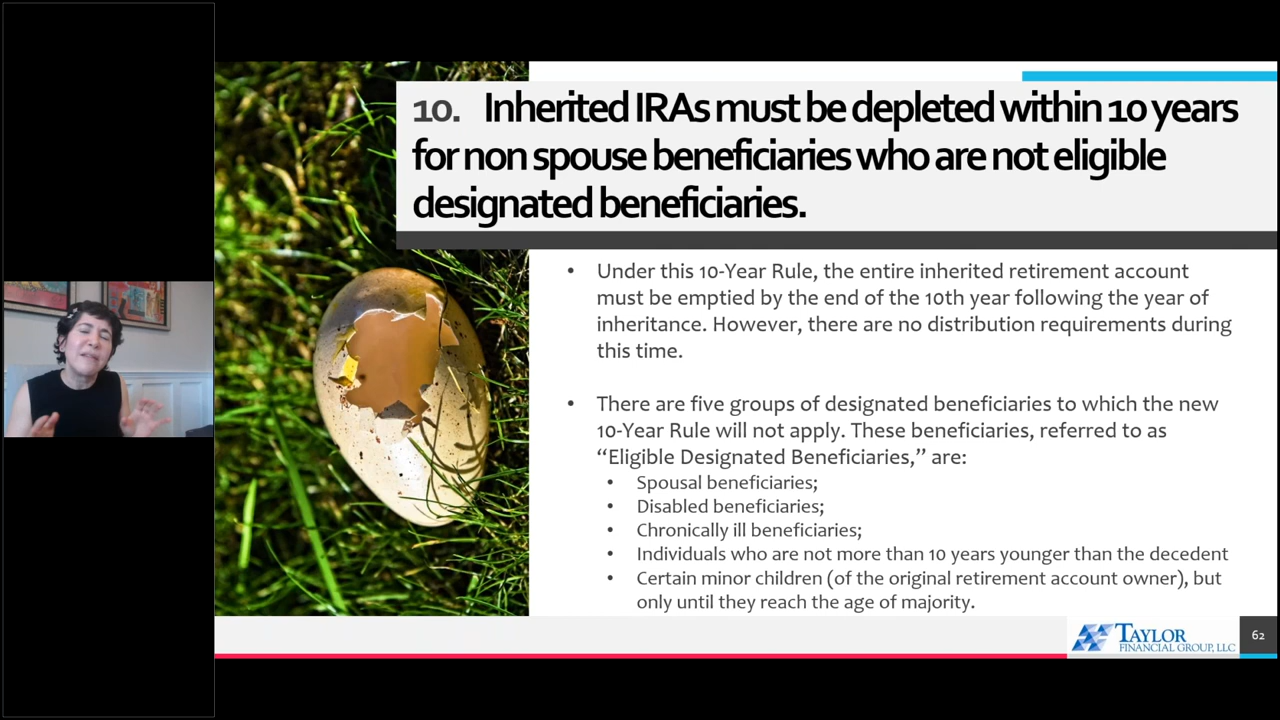 10. Inherited IRAs must be depleted within 10 years
for non spouse beneficiaries who are not eligible
designated beneficiaries.
• Under this 10-Year Rule, the entire inherited retirement account
must be emptied by the end of the 10th year following the year of
inheritance. However, there are no distribution requirements during
this time.
• There are five groups of designated beneficiaries to which the new
10-Year Rule will not apply. These beneficiaries, referred to as
“Eligible Designated Beneficiaries,” are:
• Spousal beneficiaries;
• Disabled beneficiaries;
• Chronically ill beneficiaries;
• Individuals who are not more than 10 years younger than the decedent
• Certain minor children (of the original retirement account owner), but
only until they reach the age of majority.
TAYLOR
FINANCIAL GROUP, LLC
62